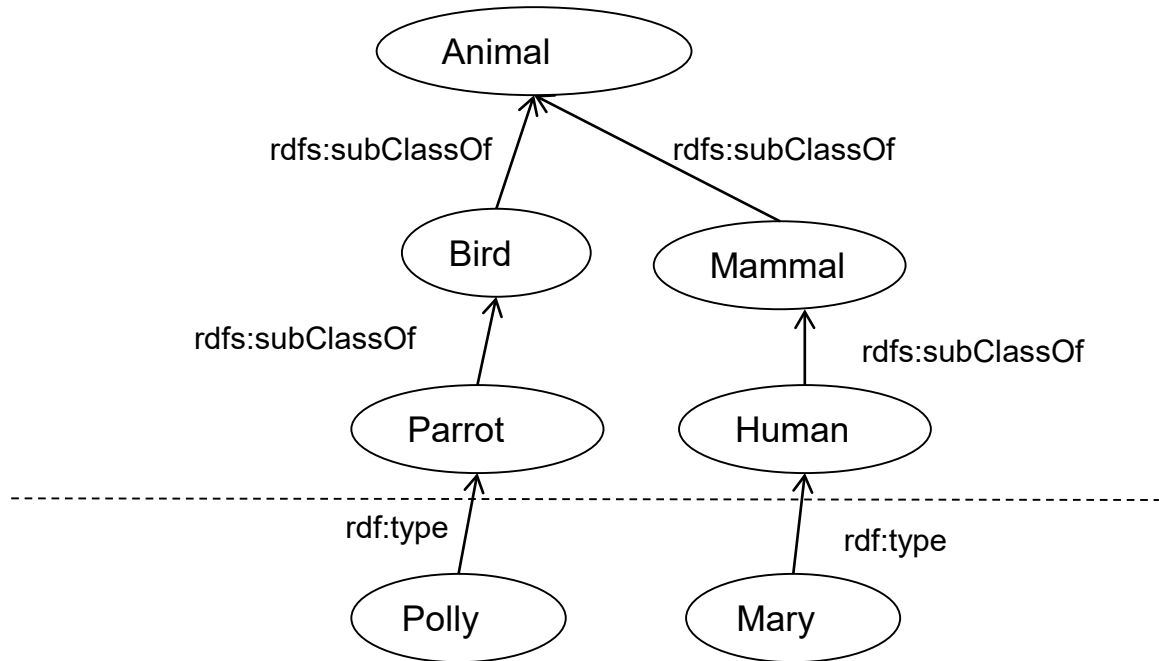 Animal
rdfs:subClassOf
rdfs:subClassOf
Bird
Mammal
rdfs:subClassOf
rdfs:subClassOf
Parrot
Human
rdf:type
rdf:type
Polly
Mary